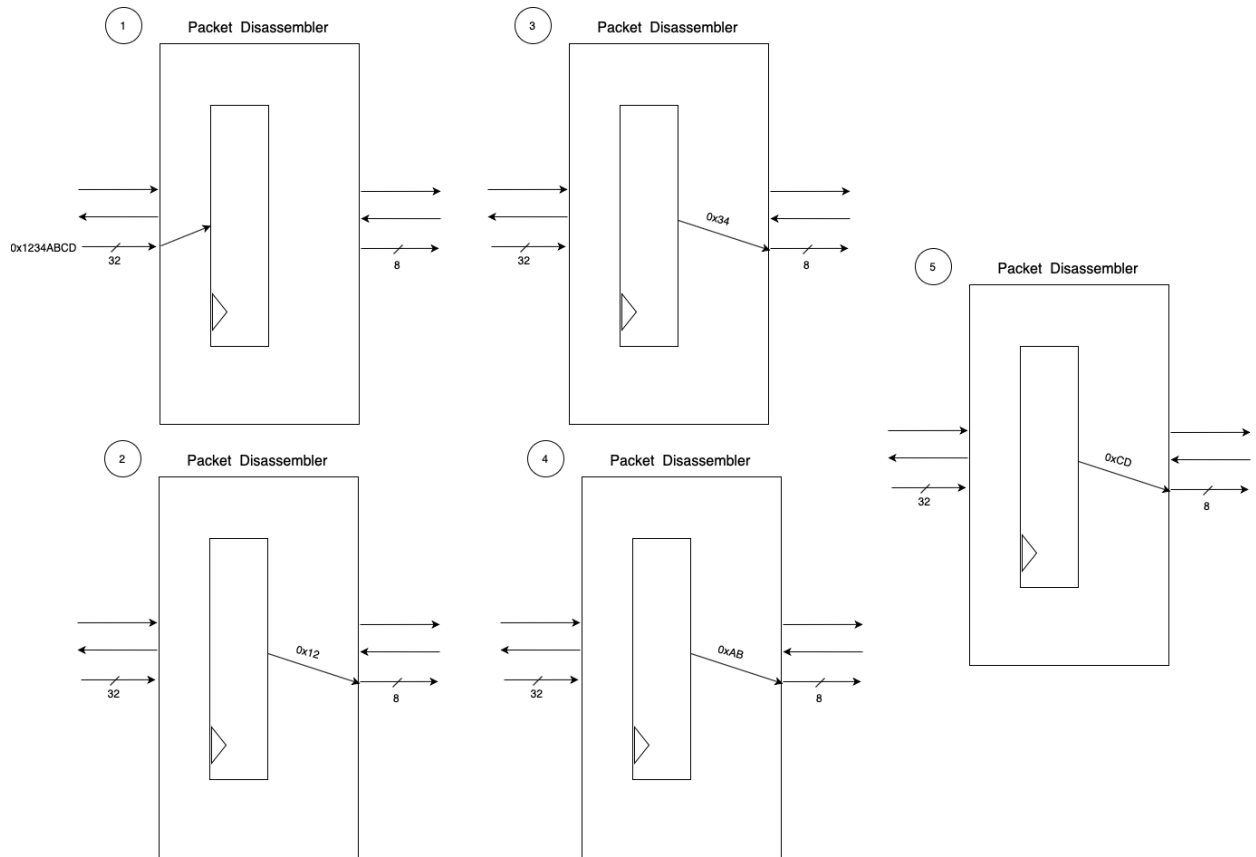 1
Packet Disassembler
0x1234ABCD
32
8
2
Packet Disassembler
0x12
32
8
3
Packet Disassembler
0x34
32
8
4
Packet Disassembler
0xAB
32
8
5
Packet Disassembler
0xCD
32
8